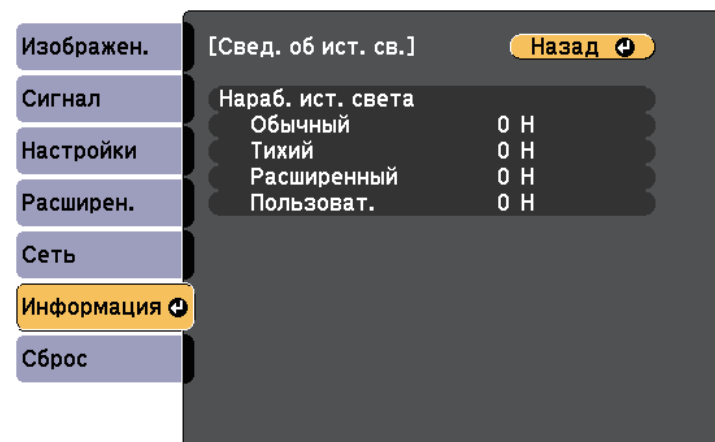 Изображен.
Сигнал
Настройки
Расширен.
Сеть
Информация
Сброс
[Свед. об ист. св.] Назад
Нараб. ист. света
Обычный 0 H
Тихий 0 H
Расширенный 0 H
Пользоват. 0 H